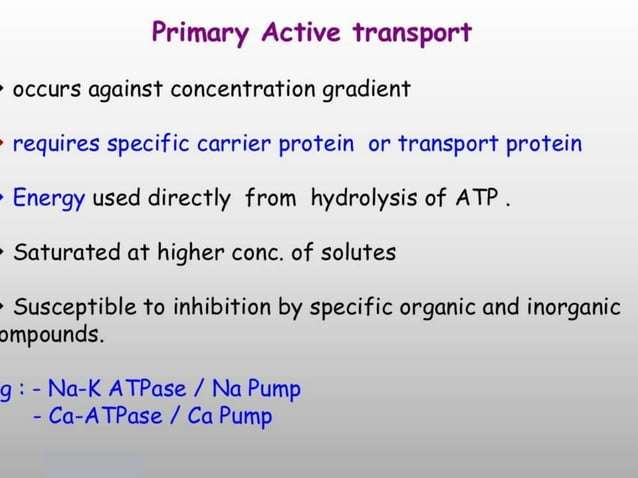 Primary Active transport
occurs against concentration gradient
requires specific carrier protein or transport protein
Energy used directly from hydrolysis of ATP .
Saturated at higher conc. of solutes
Susceptible to inhibition by specific organic and inorganic
ompounds.
g : - Na-K ATPase / Na Pump
- Ca-ATPase / Ca Pump